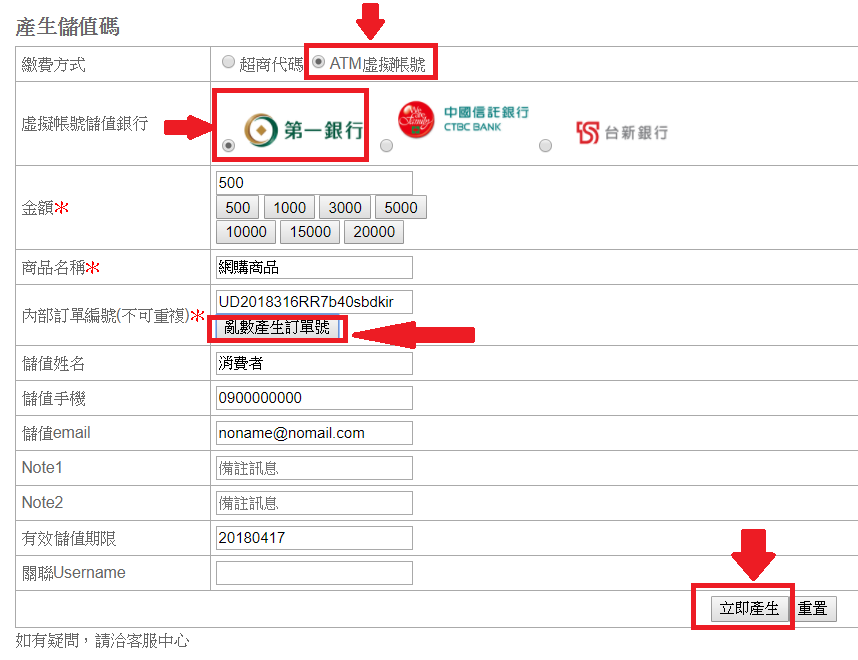 產生儲值碼
繳費方式 超商代碼 ATM虛擬帳號
虛擬帳號儲值銀行 第一銀行 中國信託銀行 CTBC BANK We are Family 台新銀行
500
金額* 500 1000 3000 5000
10000 15000 20000
商品名稱* 網購商品
UD2018316RR7b40sbdkir
內部訂單編號(不可重複)*
亂數產生訂單號
儲值姓名 消費者
儲值手機 0900000000
儲值email noname@nomail.com
Note1 備註訊息
Note2 備註訊息
有效儲值期限 20180417
關聯Username
立即產生 重置
如有疑問，請洽客服中心